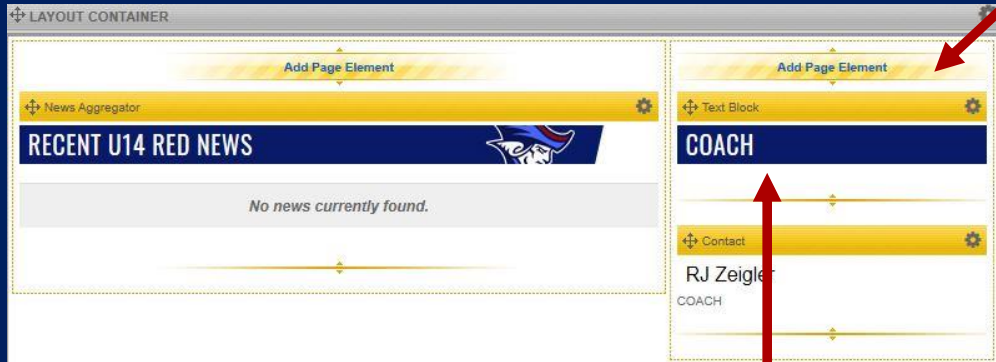 LAYOUT CONTAINER
Add Page Element
News Aggregator
RECENT U14 RED NEWS
No news currently found.
Add Page Element
Text Block
COACH
Contact
RJ Zeigler
COACH